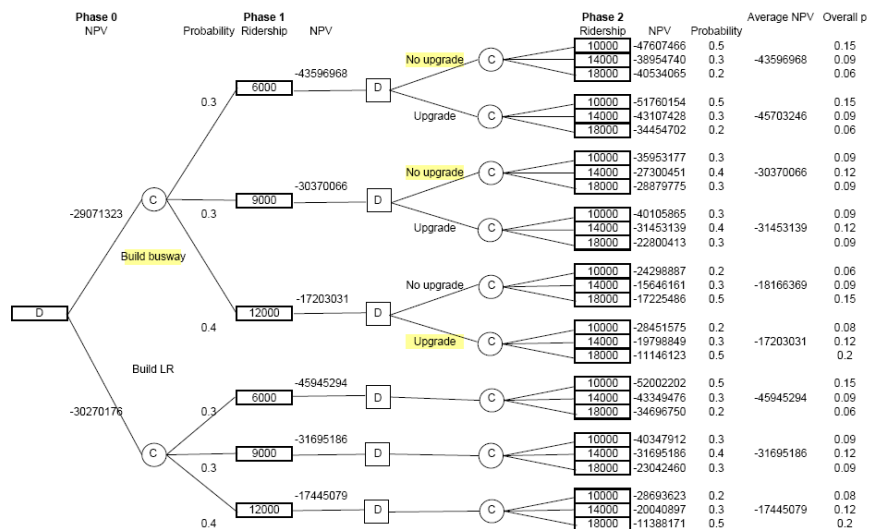 Phase 0 Phase 1 Phase 2 Average NPV Overall p
NPV Probability Ridership NPV Ridership NPV Probability
10000 -47607466 0.5 0.15
No upgrade C 14000 -38954740 0.3 -43596968 0.09
-43596968 18000 -40534065 0.2 0.06
6000 D
0.3 10000 -51760154 0.5 0.15
Upgrade C 14000 -43107428 0.3 -45703246 0.09
18000 -34454702 0.2 0.06
10000 -35953177 0.3 0.09
No upgrade C 14000 -27300451 0.4 -30370066 0.12
-30370066 18000 -28879775 0.3 0.09
C 9000 D
-29071323 0.3 10000 -40105865 0.3 0.09
Upgrade C 14000 -31453139 0.4 -31453139 0.12
18000 -22800413 0.3 0.09
Build busway
10000 -24298887 0.2 0.06
No upgrade C 14000 -15646161 0.3 -18166369 0.09
-17203031 18000 -17225486 0.5 0.15
D 12000 D
0.4 10000 -28451575 0.2 0.08
Upgrade C 14000 -19798849 0.3 -17203031 0.12
18000 -11146123 0.5 0.2
Build LR
-45945294 10000 -52002202 0.5 0.15
6000 D C 14000 -43349476 0.3 -45945294 0.09
-30270176 0.3 18000 -34696750 0.2 0.06
-31695186 10000 -40347912 0.3 0.09
C 9000 D C 14000 -31695186 0.4 -31695186 0.12
0.3 18000 -23042460 0.3 0.09
-17445079 10000 -28693623 0.2 0.08
12000 D C 14000 -20040897 0.3 -17445079 0.12
0.4 18000 -11388171 0.5 0.2